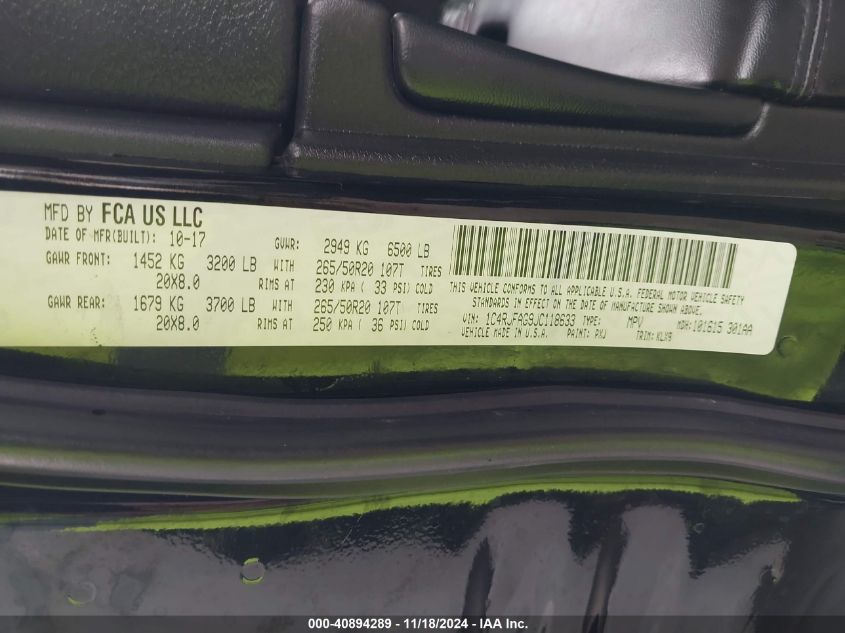 MFD BY FCA US LLC
DATE OF MFR(BUILT): 10-17 GVWR: 2949 KG 6500 LB
GAWR FRONT: 1452 KG 3200 LB WITH 265/50R20 107T TIRES
20X8.0 RIMS AT 230 KPA ( 33 PSI) COLD
GAWR REAR: 1679 KG 3700 LB WITH 265/50R20 107T TIRES
20X8.0 RIMS AT 250 KPA ( 36 PSI) COLD
THIS VEHICLE CONFORMS TO ALL APPLICABLE U.S.A. FEDERAL MOTOR VEHICLE SAFETY
STANDARDS IN EFFECT ON THE DATE OF MANUFACTURE SHOWN ABOVE.
VIN: 1C4RJFAG3JC118633 TYPE: MPV MDH: 101615 301AA
MADE IN U.S.A. PAINT: PXJ TRIM: KLX9
000-40894289 - 11/18/2024 - IAA Inc.